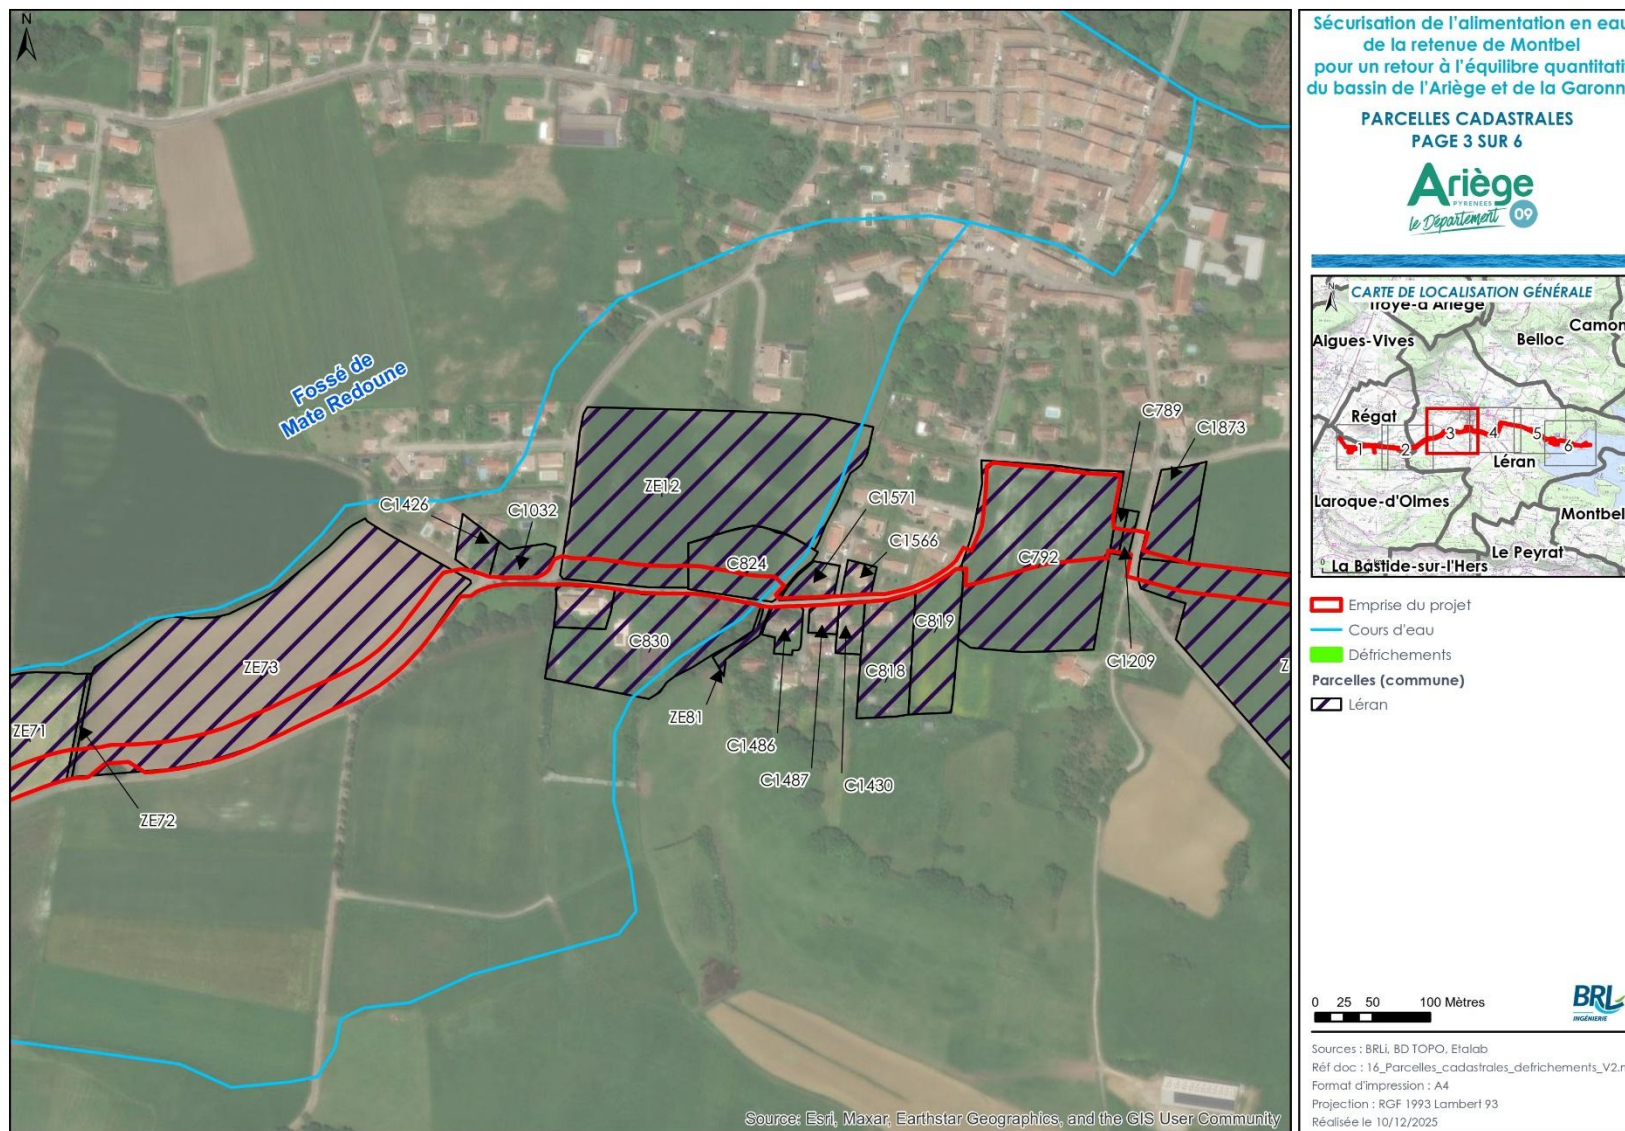 N
Fossé de
Mate Redoune
C1426
C1032
ZE12
C1571
C1566
C789
C1873
C824
C792
ZE73
C830
C819
C818
C1209
ZE71
ZE81
C1486
C1487
C1430
ZE72
Z
Source: Esri, Maxar, Earthstar Geographics, and the GIS User Community
Sécurisation de l'alimentation en eau
de la retenue de Montbel
pour un retour à l'équilibre quantitati
du bassin de l'Ariège et de la Garonn
PARCELLES CADASTRALES
PAGE 3 SUR 6
Ariège
PYRENEES
le Département 09
N
CARTE DE LOCALISATION GÉNÉRALE
Troye-d'Ariège
Camon
Aigues-Vives
Belloc
Régat
1
2
3
4
5
6
Léran
Laroque-d'Olmes
Montbel
Le Peyrat
La Bastide-sur-l'Hers
0
Emprise du projet
Cours d'eau
Défrichements
Parcelles (commune)
Léran
0 25 50 100 Mètres
BRL
INGÉNIERIE
Sources : BRLi, BD TOPO, Etalab
Réf doc : 16_Parcelles_cadastrales_defrichements_V2.m
Format d'impression : A4
Projection : RGF 1993 Lambert 93
Réalisée le 10/12/2025